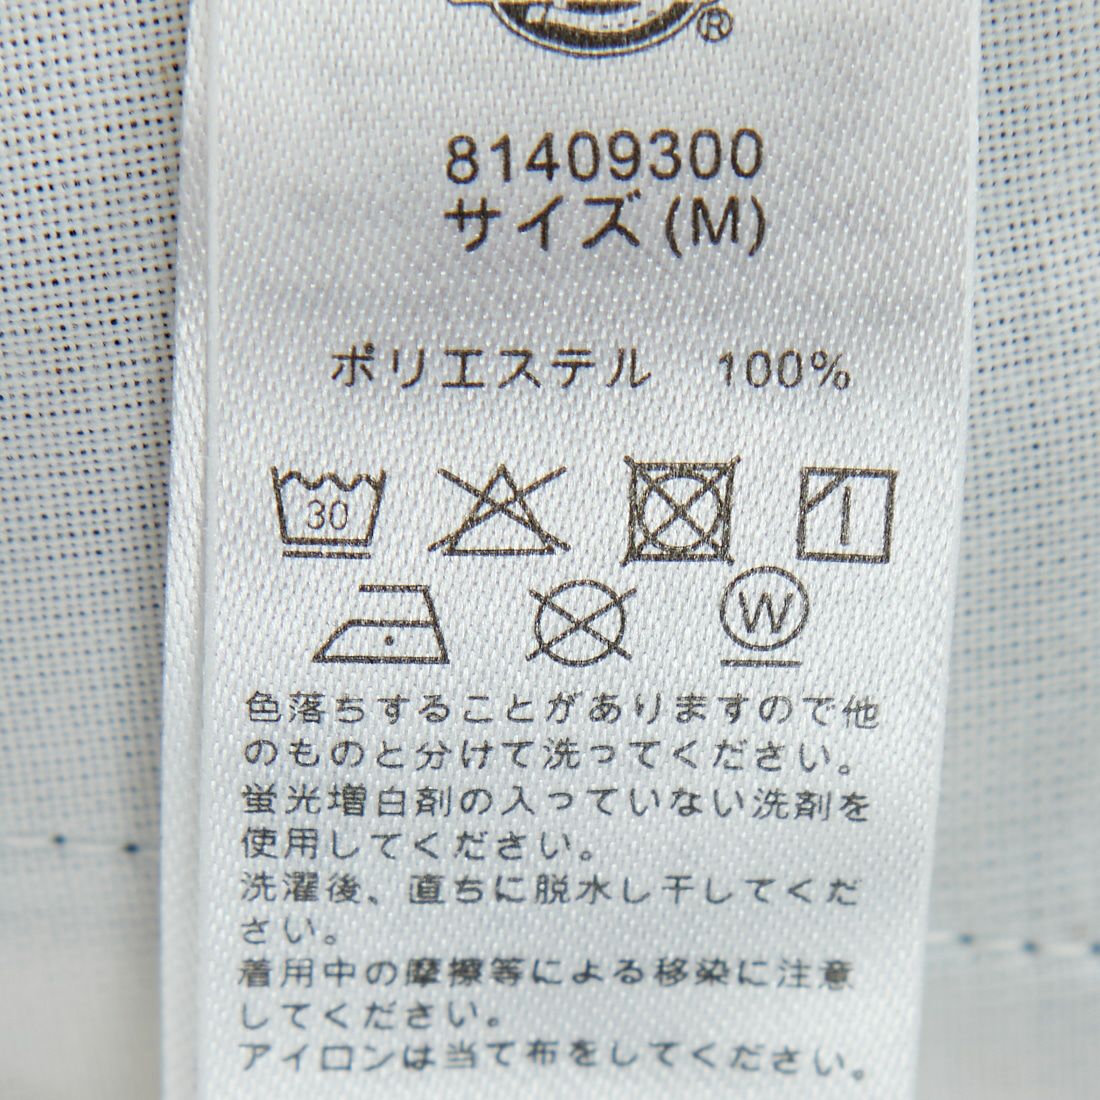 ®
81409300
サイズ(M)
ポリエステル 100%
30
W
色落ちすることがありますので他
のものと分けて洗ってください。
蛍光増白剤の入っていない洗剤を
使用してください。
洗濯後、直ちに脱水し干してくだ
さい。
着用中の摩擦等による移染に注意
してください。
アイロンは当て布をしてください。